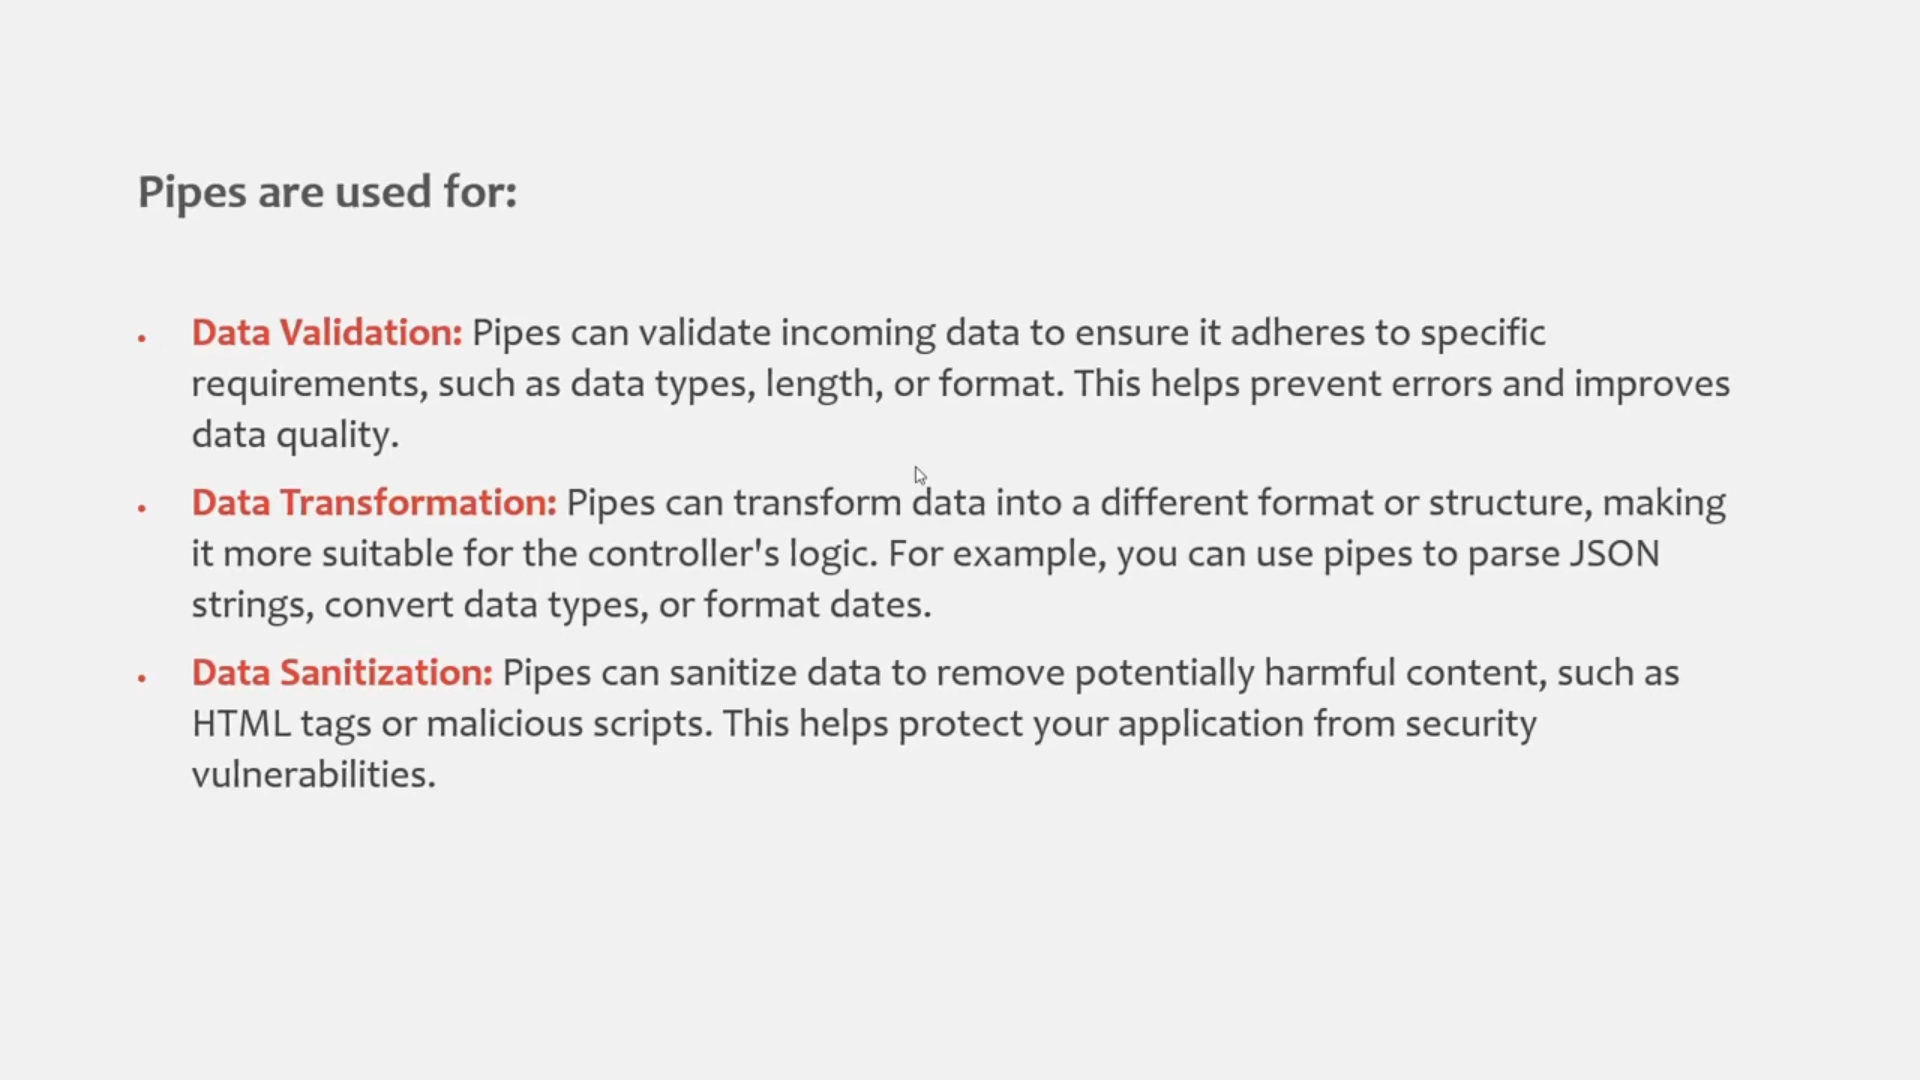 Pipes are used for:
• Data Validation: Pipes can validate incoming data to ensure it adheres to specific
requirements, such as data types, length, or format. This helps prevent errors and improves
data quality.
• Data Transformation: Pipes can transform data into a different format or structure, making
it more suitable for the controller's logic. For example, you can use pipes to parse JSON
strings, convert data types, or format dates.
• Data Sanitization: Pipes can sanitize data to remove potentially harmful content, such as
HTML tags or malicious scripts. This helps protect your application from security
vulnerabilities.